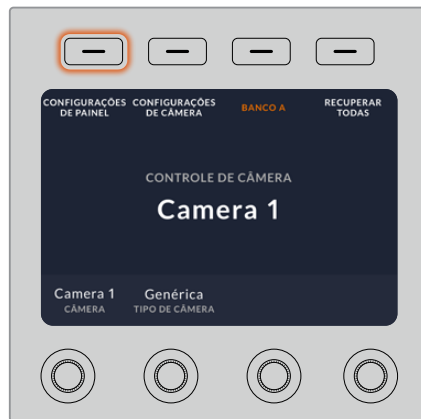 CONFIGURAÇÕES
DE PAINEL
CONFIGURAÇÕES
DE CÂMERA
BANCO A
RECUPERAR
TODAS
CONTROLE DE CÂMERA
Camera 1
Camera 1
CÂMERA
Genérica
TIPO DE CÂMERA